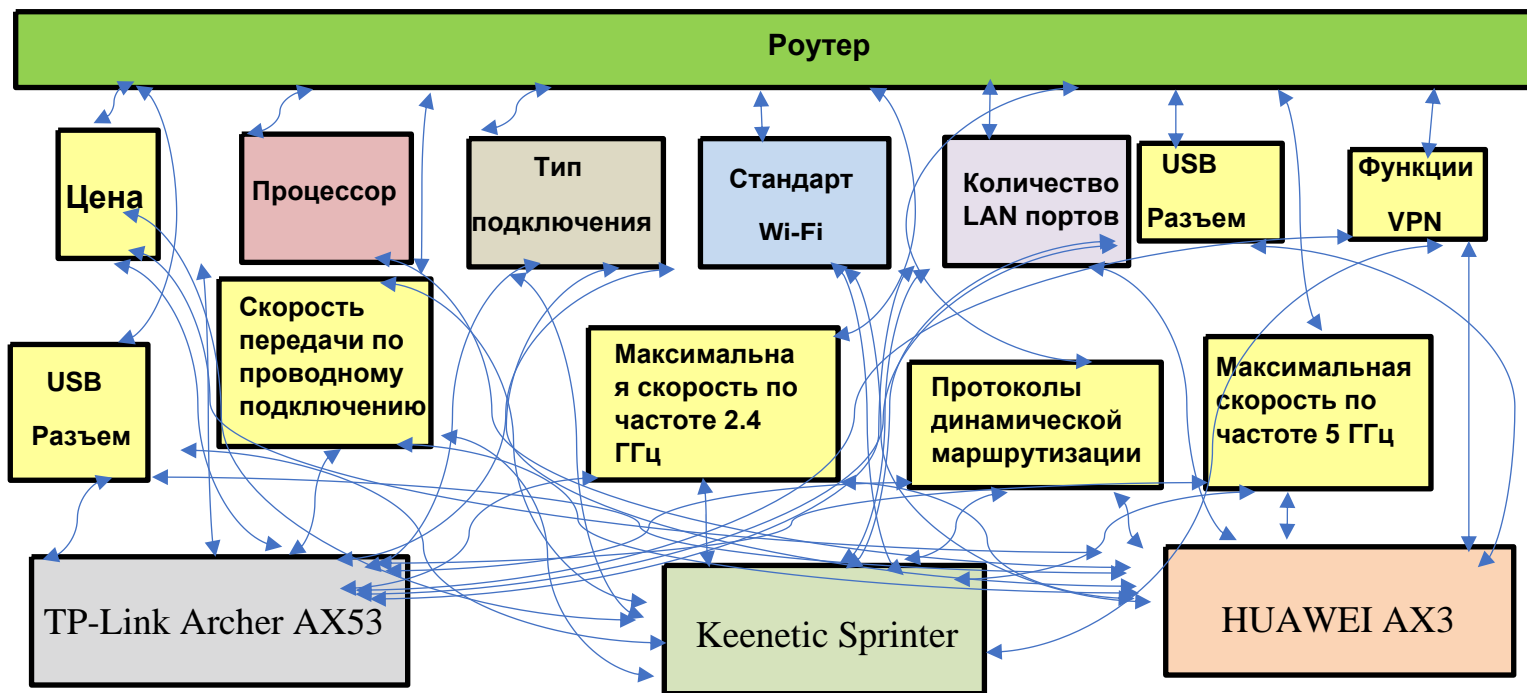 Роутер
Цена
Процессор
Тип
подключения
Стандарт
Wi-Fi
Количество
LAN портов
USB
Разъем
Функции
VPN
USB
Разъем
Скорость
передачи по
проводному
подключению
Максимальна
я скорость по
частоте 2.4
ГГц
Протоколы
динамической
маршрутизации
Максимальная
скорость по
частоте 5 ГГц
TP-Link Archer AX53
Keenetic Sprinter
HUAWEI AX3